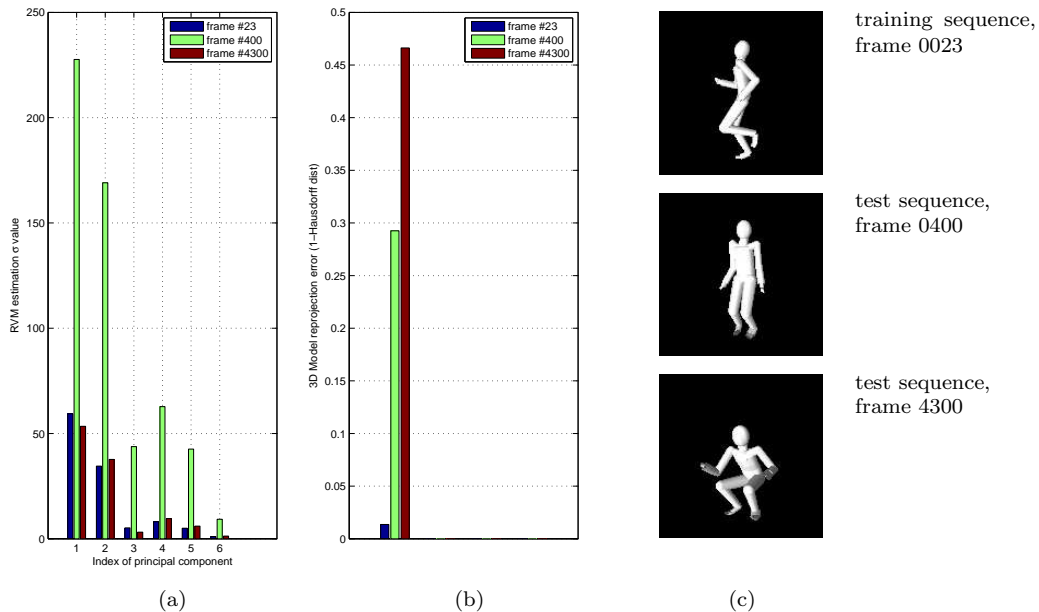 250
200
150
100
50
0
RVM estimation σ value
frame #23
frame #400
frame #4300
1 2 3 4 5 6
Index of principal component
(a)
0.5
0.45
0.4
0.35
0.3
0.25
0.2
0.15
0.1
0.05
0
3D Model reprojection error (1−Hausdorff dist)
frame #23
frame #400
frame #4300
(b)
training sequence,
frame 0023
test sequence,
frame 0400
test sequence,
frame 4300
(c)